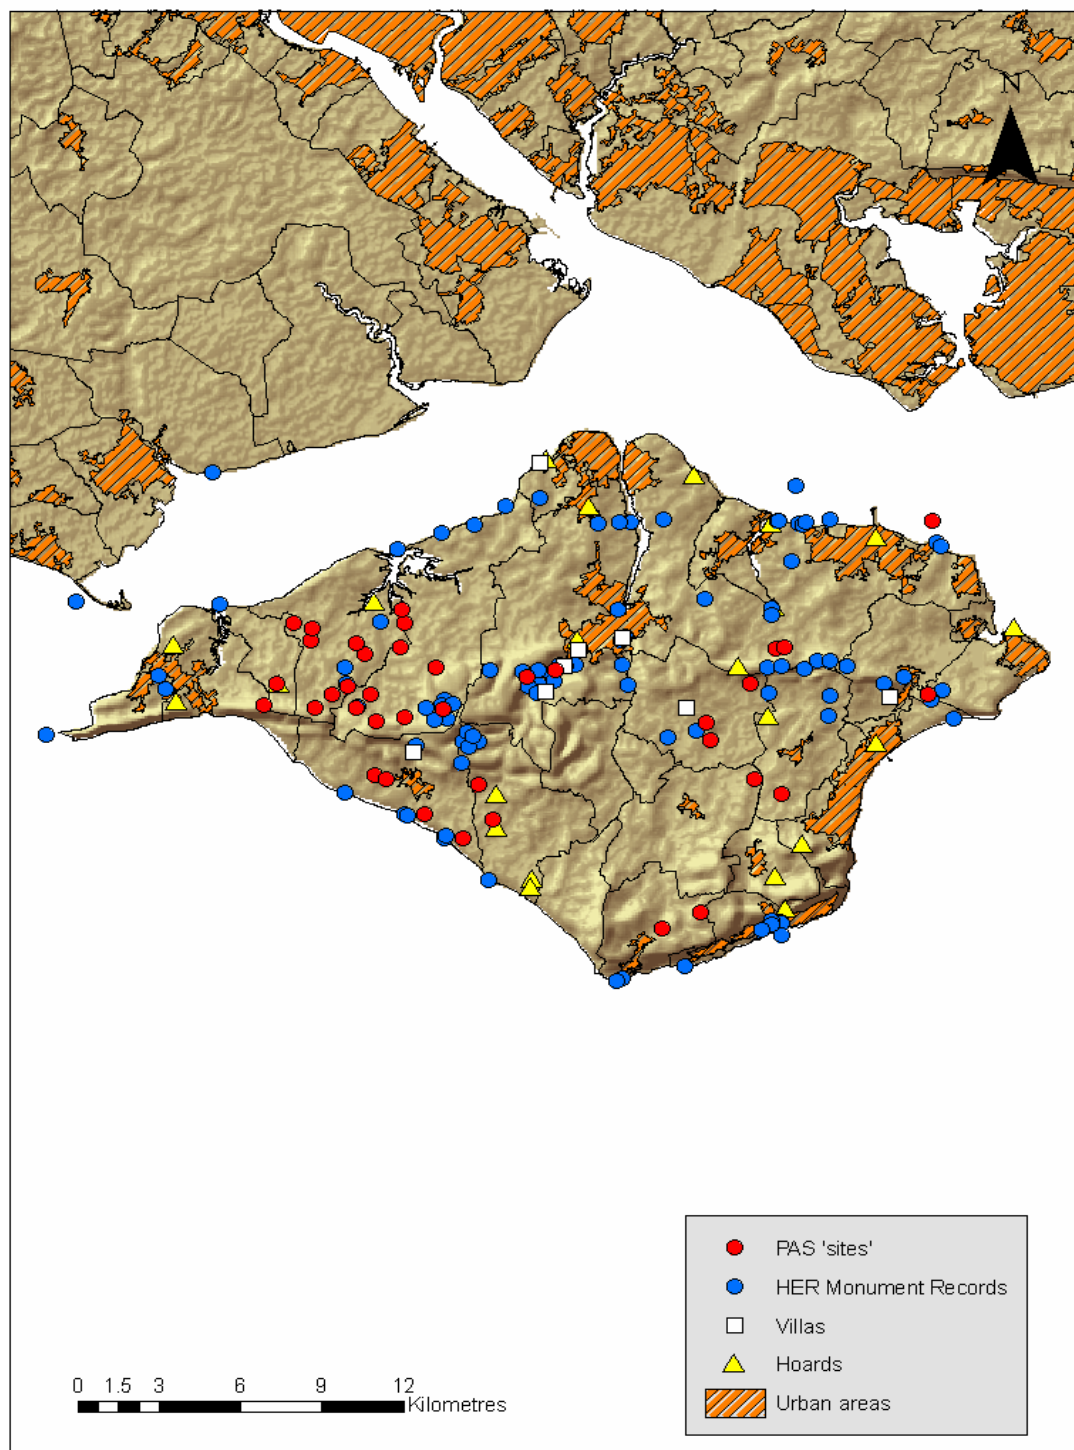 N
PAS 'sites'
HER Monument Records
Villas
Hoards
Urban areas
0 1.5 3 6 9 12
Kilometres